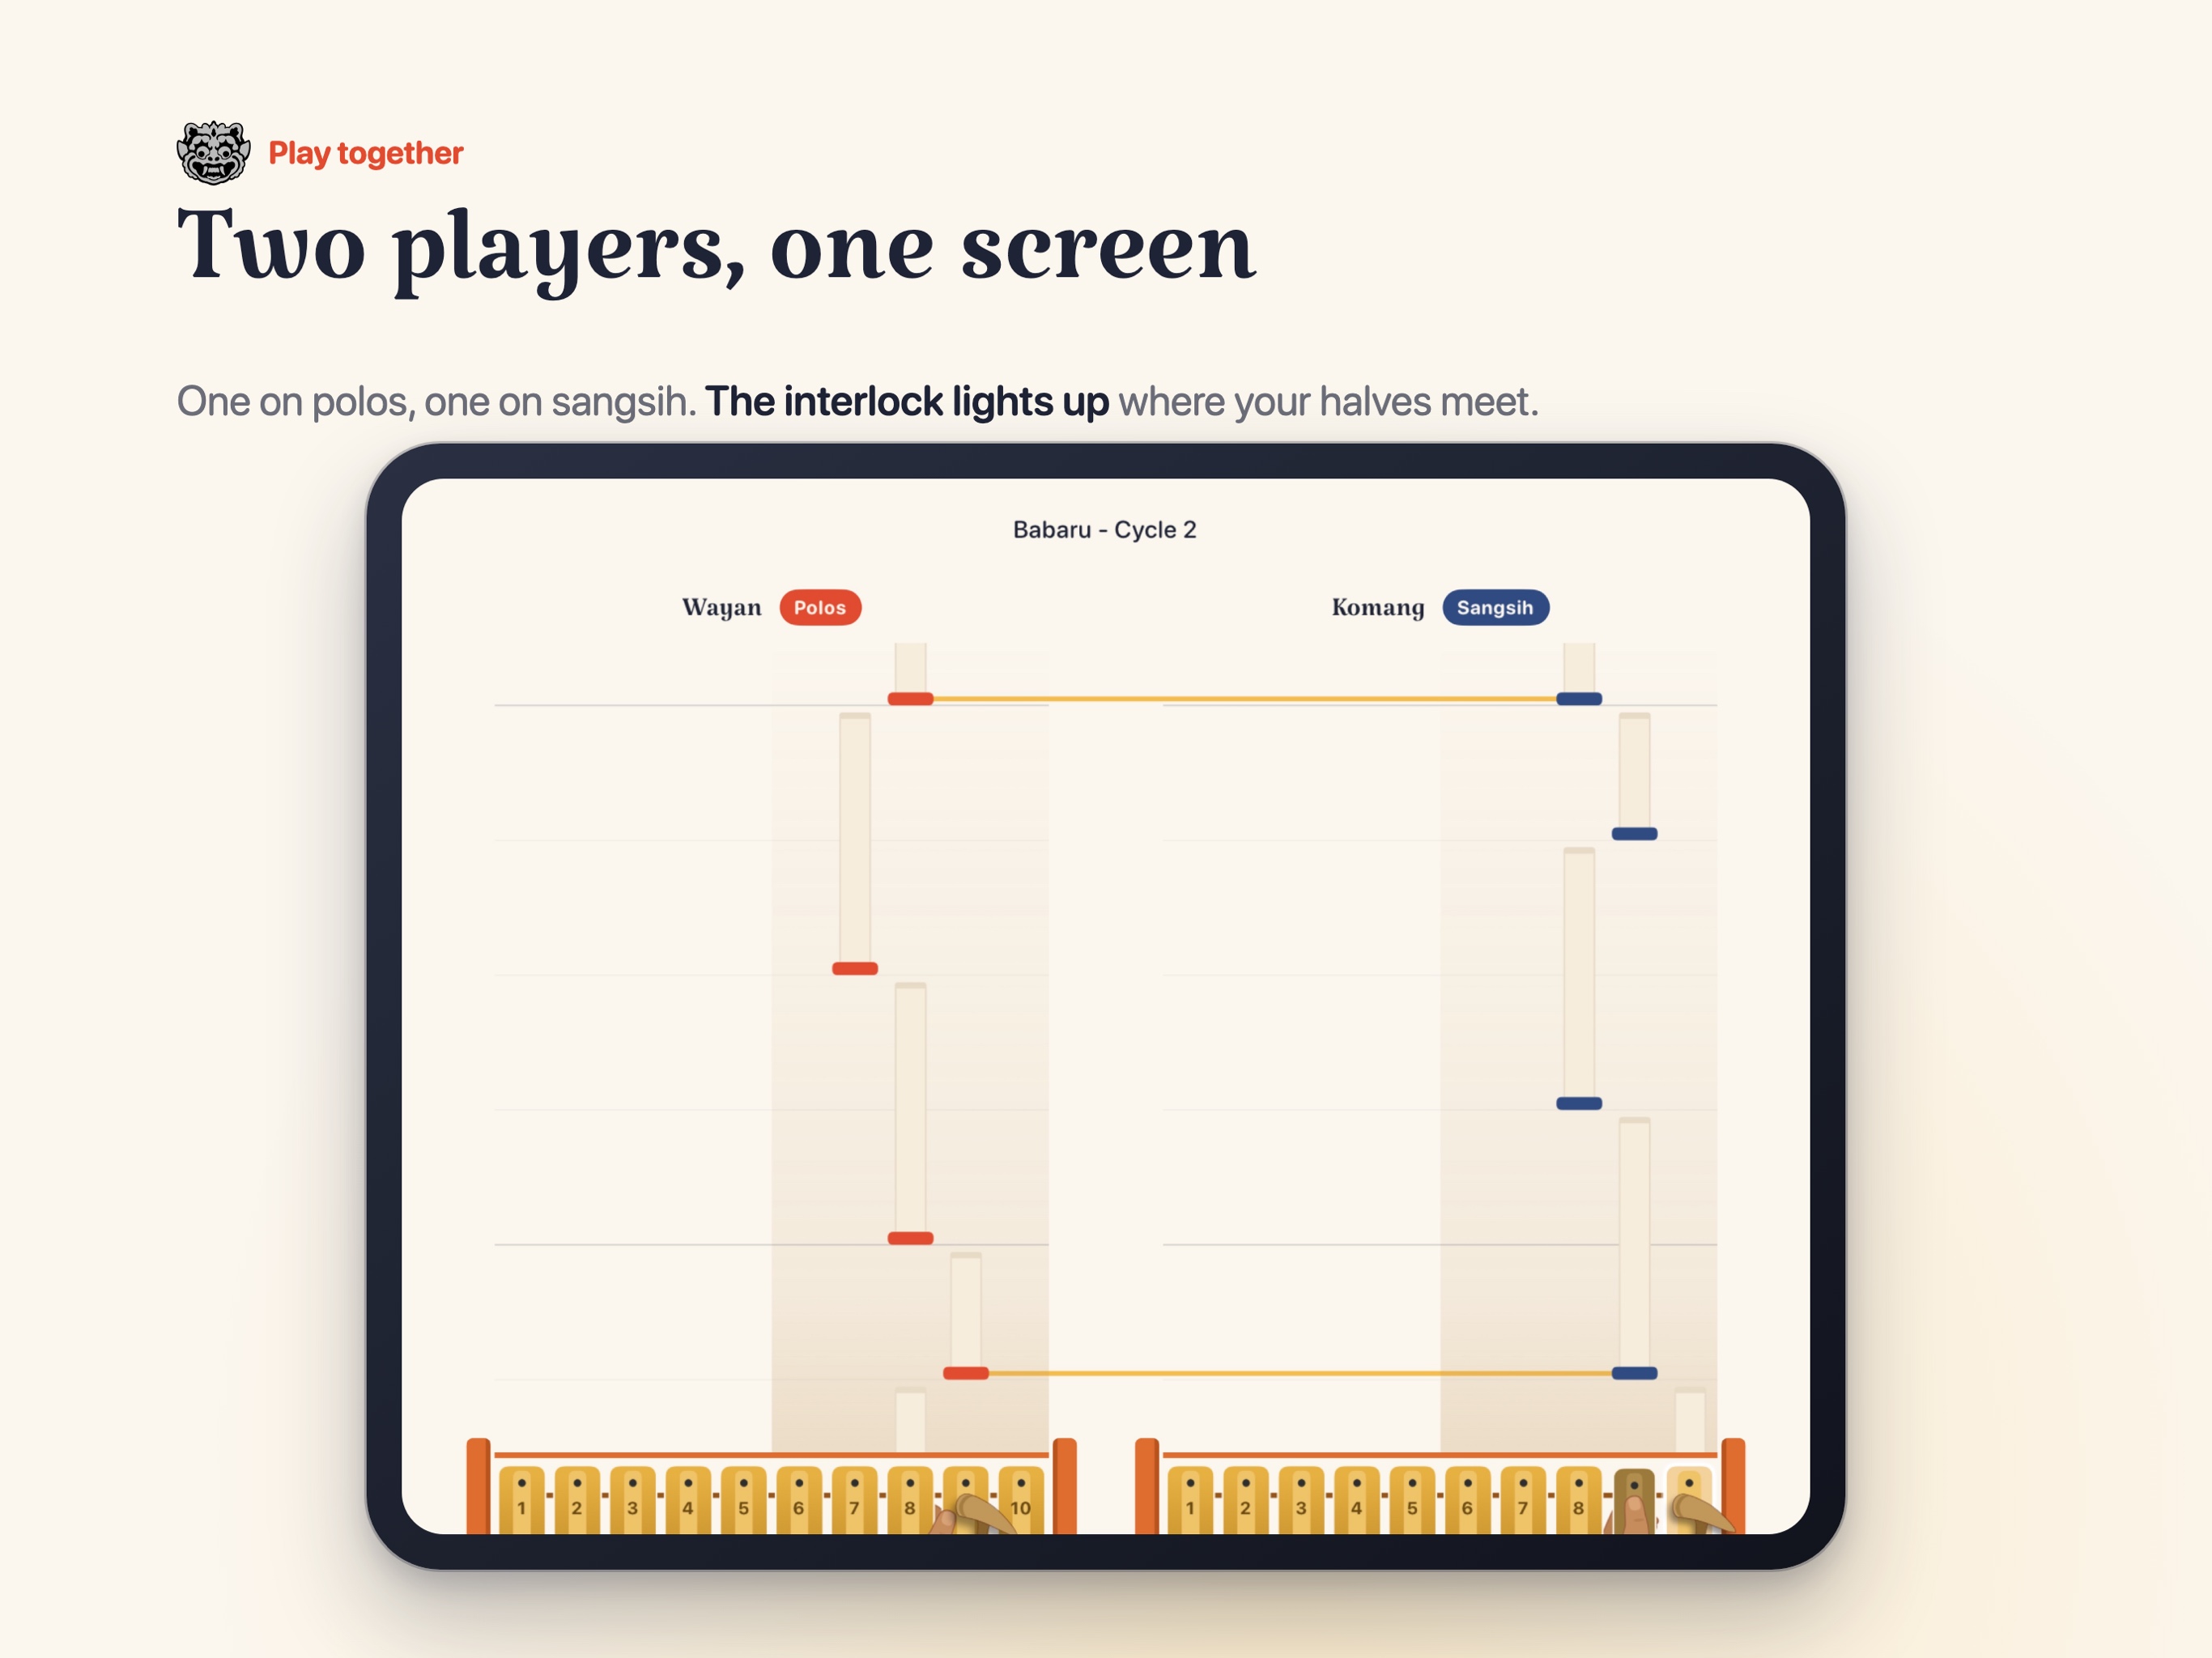 Play together
Two players, one screen
One on polos, one on sangsih. The interlock lights up where your halves meet.
Babaru - Cycle 2
Wayan Polos
Komang Sangsih
1 2 3 4 5 6 7 8 10
1 2 3 4 5 6 7 8